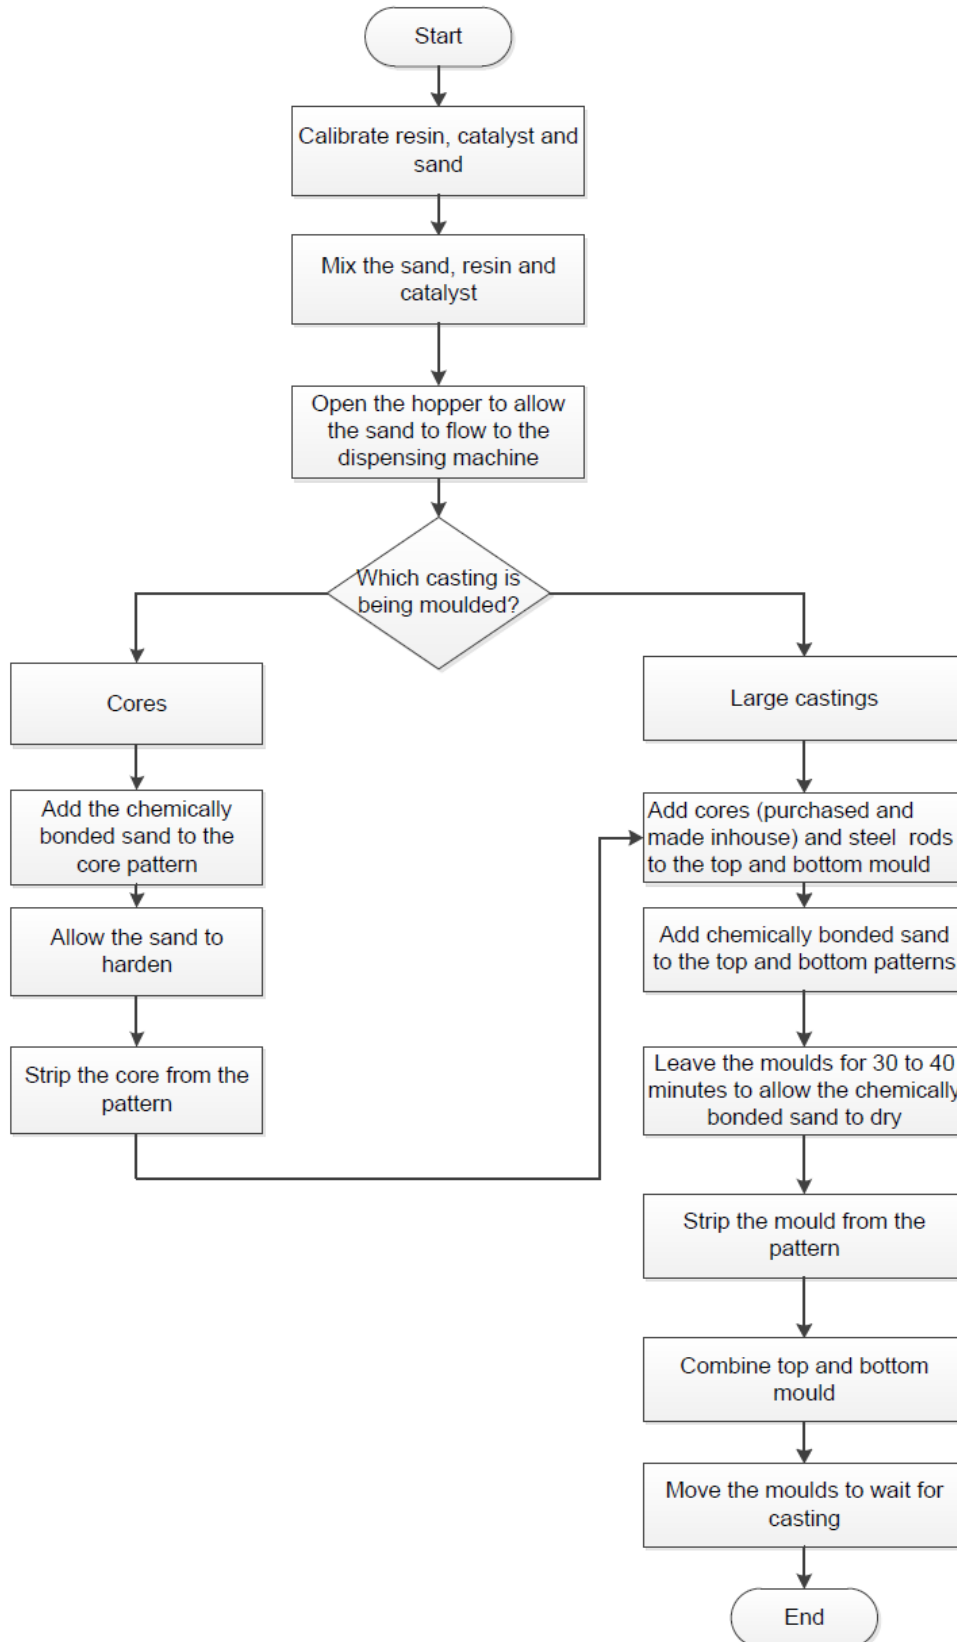 Start
Calibrate resin, catalyst and
sand
Mix the sand, resin and
catalyst
Open the hopper to allow
the sand to flow to the
dispensing machine
Which casting is
being moulded?
Cores
Add the chemically
bonded sand to the
core pattern
Allow the sand to
harden
Strip the core from the
pattern
Large castings
Add cores (purchased and
made inhouse) and steel rods
to the top and bottom mould
Add chemically bonded sand
to the top and bottom patterns
Leave the moulds for 30 to 40
minutes to allow the chemically
bonded sand to dry
Strip the mould from the
pattern
Combine top and bottom
mould
Move the moulds to wait for
casting
End